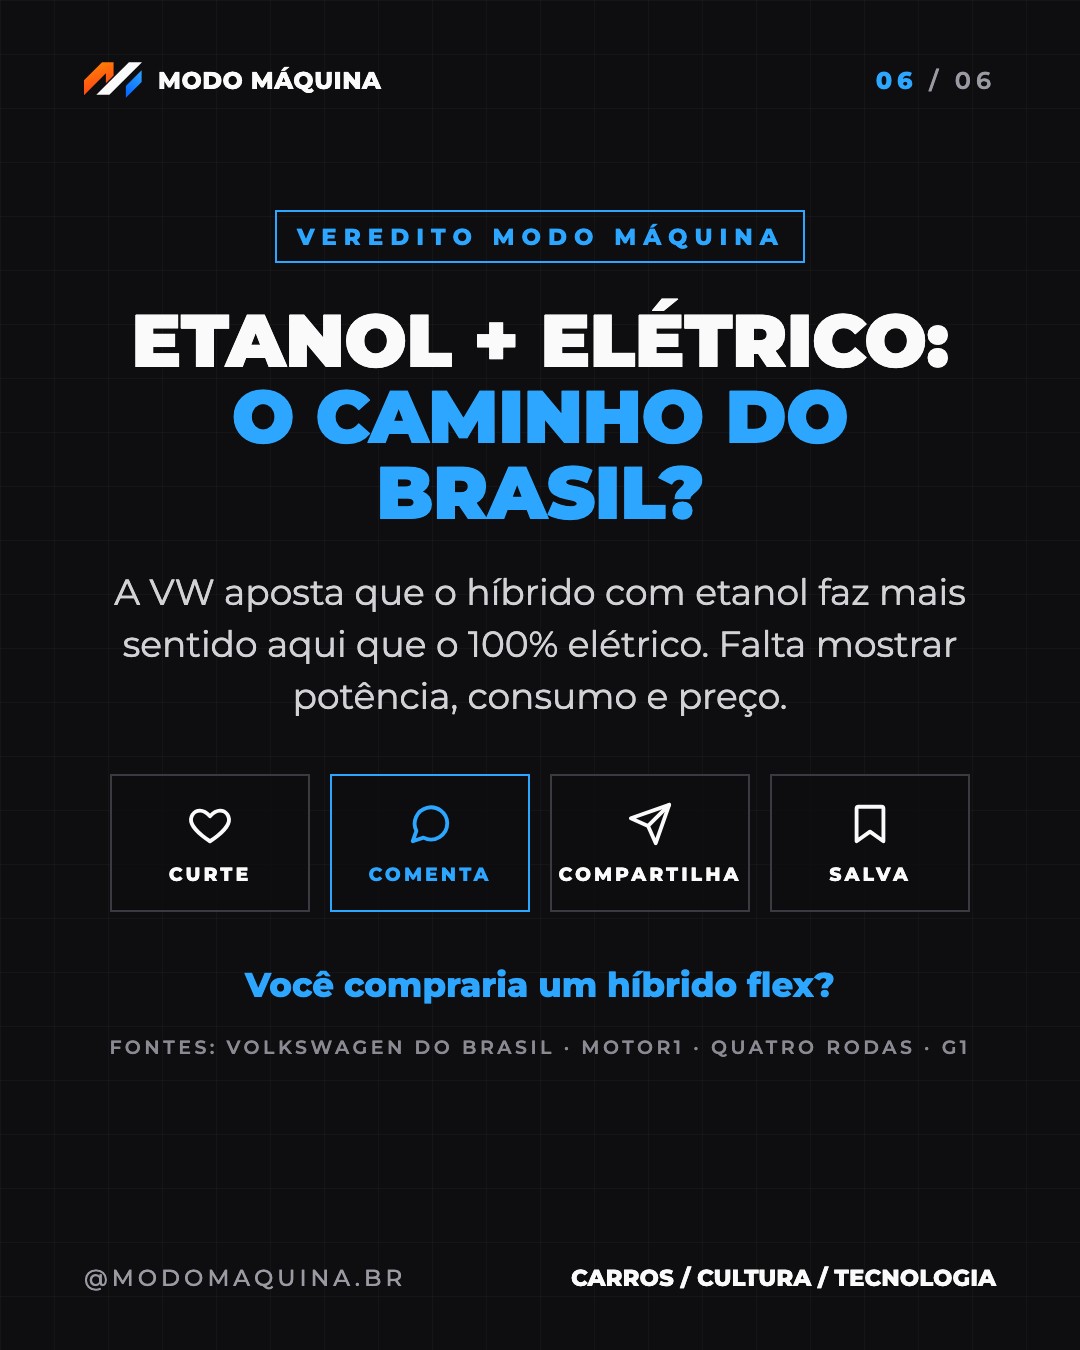 MODO MÁQUINA
06 / 06
VEREDITO MODO MÁQUINA
ETANOL + ELÉTRICO:
O CAMINHO DO
BRASIL?
A VW aposta que o híbrido com etanol faz mais
sentido aqui que o 100% elétrico. Falta mostrar
potência, consumo e preço.
CURTE
COMENTA
COMPARTILHA
SALVA
Você compraria um híbrido flex?
FONTES: VOLKSWAGEN DO BRASIL · MOTOR1 · QUATRO RODAS · G1
@MODOMAQUINA.BR
CARROS / CULTURA / TECNOLOGIA